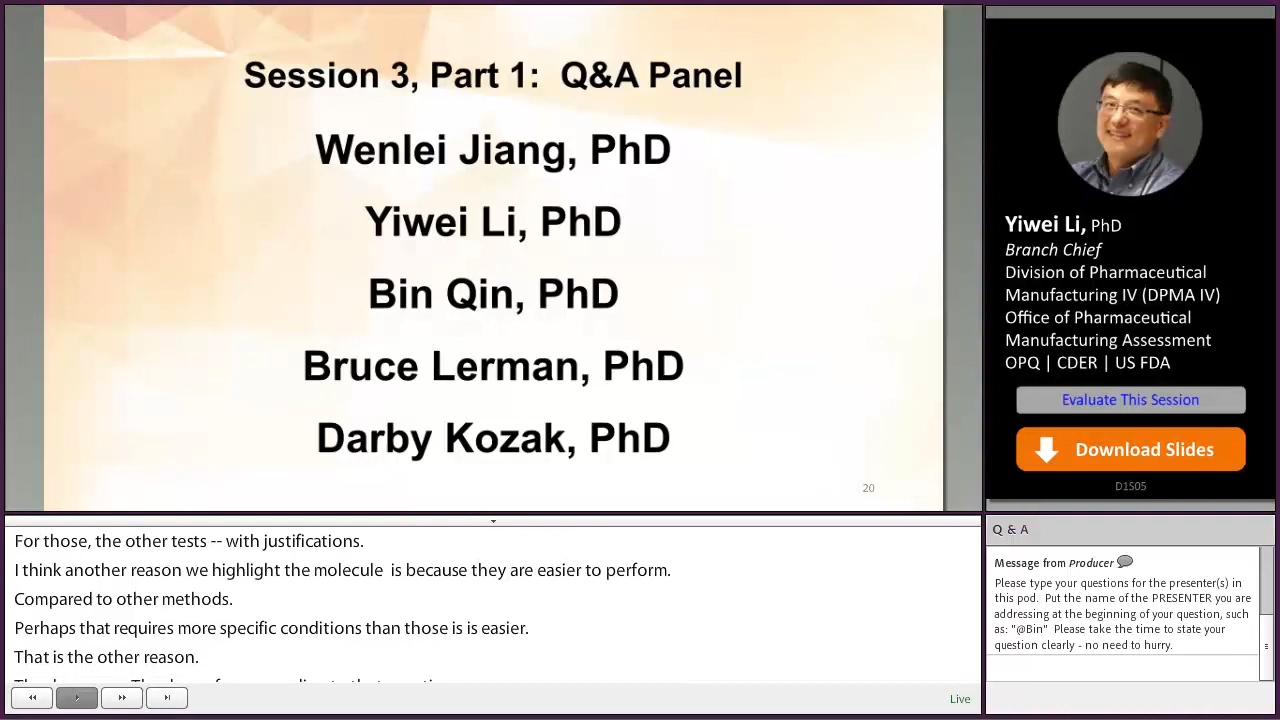 Session 3, Part 1: Q&A Panel
Wenlei Jiang, PhD
Yiwei Li, PhD
Bin Qin, PhD
Bruce Lerman, PhD
Darby Kozak, PhD
20
Yiwei Li, PhD
Branch Chief
Division of Pharmaceutical
Manufacturing IV (DPMA IV)
Office of Pharmaceutical
Manufacturing Assessment
OPQ | CDER | US FDA
Evaluate This Session
Download Slides
D1S05
For those, the other tests -- with justifications.
I think another reason we highlight the molecule is because they are easier to perform.
Compared to other methods.
Perhaps that requires more specific conditions than those is is easier.
That is the other reason.
Live
Q & A
Message from Producer
Please type your questions for the presenter(s) in
this pod. Put the name of the PRESENTER you are
addressing at the beginning of your question, such
as: "@Bin" Please take the time to state your
question clearly - no need to hurry.